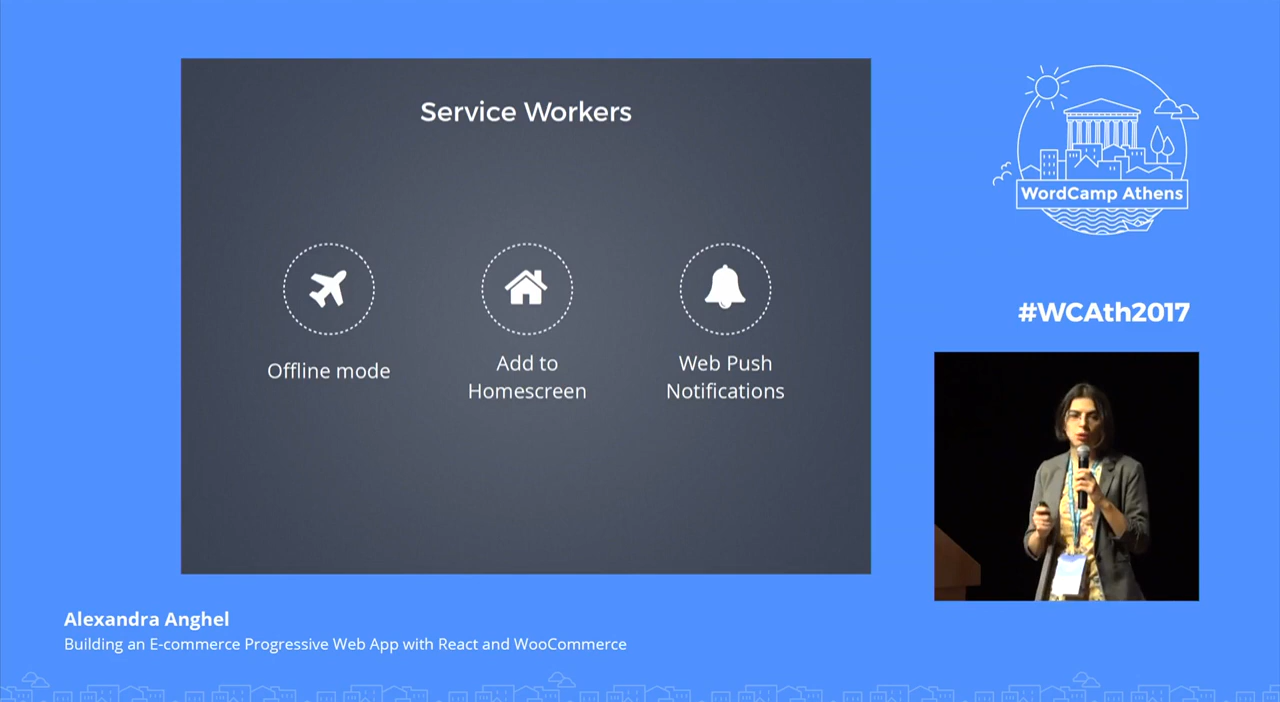 Service Workers
Offline mode
Add to
Homescreen
Web Push
Notifications
WordCamp Athens
#WCAth2017
Alexandra Anghel
Building an E-commerce Progressive Web App with React and WooCommerce